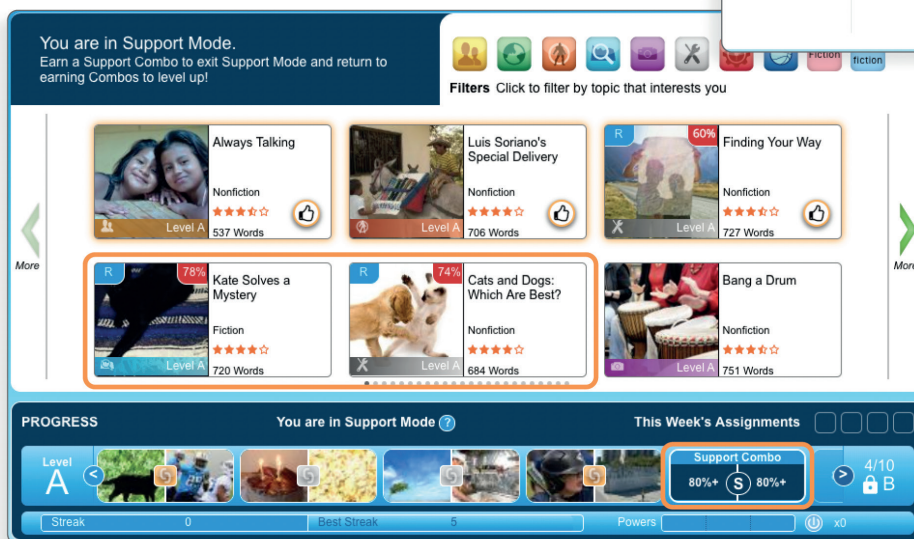 You are in Support Mode.
Earn a Support Combo to exit Support Mode and return to
earning Combos to level up!
Fiction
fiction
Filters Click to filter by topic that interests you
Always Talking
Nonfiction
Level A
537 Words
Luis Soriano's
Special Delivery
Nonfiction
Level A
706 Words
R
60%
Finding Your Way
Nonfiction
Level A
727 Words
More
More
R
78%
Kate Solves a
Mystery
Fiction
Level A
720 Words
R
74%
Cats and Dogs:
Which Are Best?
Nonfiction
Level A
684 Words
Bang a Drum
Nonfiction
Level A
751 Words
PROGRESS
You are in Support Mode ?
This Week's Assignments
Level
A
<
S
S
S
S
Support Combo
80%+ S 80%+
>
4/10
B
Streak 0
Best Streak 5
Powers
x0